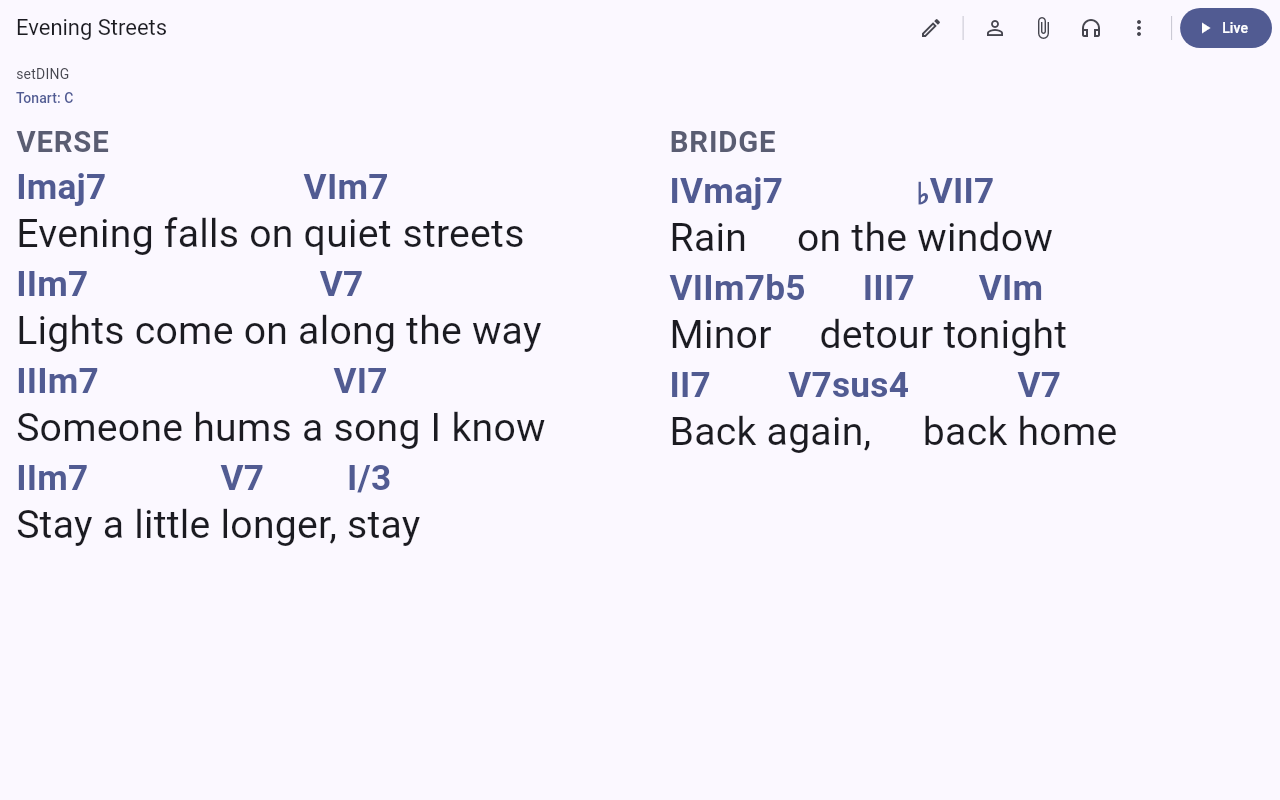 Evening Streets
Live
setDING
Tonart: C
VERSE
Imaj7 VIm7
Evening falls on quiet streets
IIm7 V7
Lights come on along the way
IIIm7 VI7
Someone hums a song I know
IIm7 V7 I/3
Stay a little longer, stay
BRIDGE
IVmaj7 ♭VII7
Rain on the window
VIIm7b5 III7 VIm
Minor detour tonight
II7 V7sus4 V7
Back again, back home